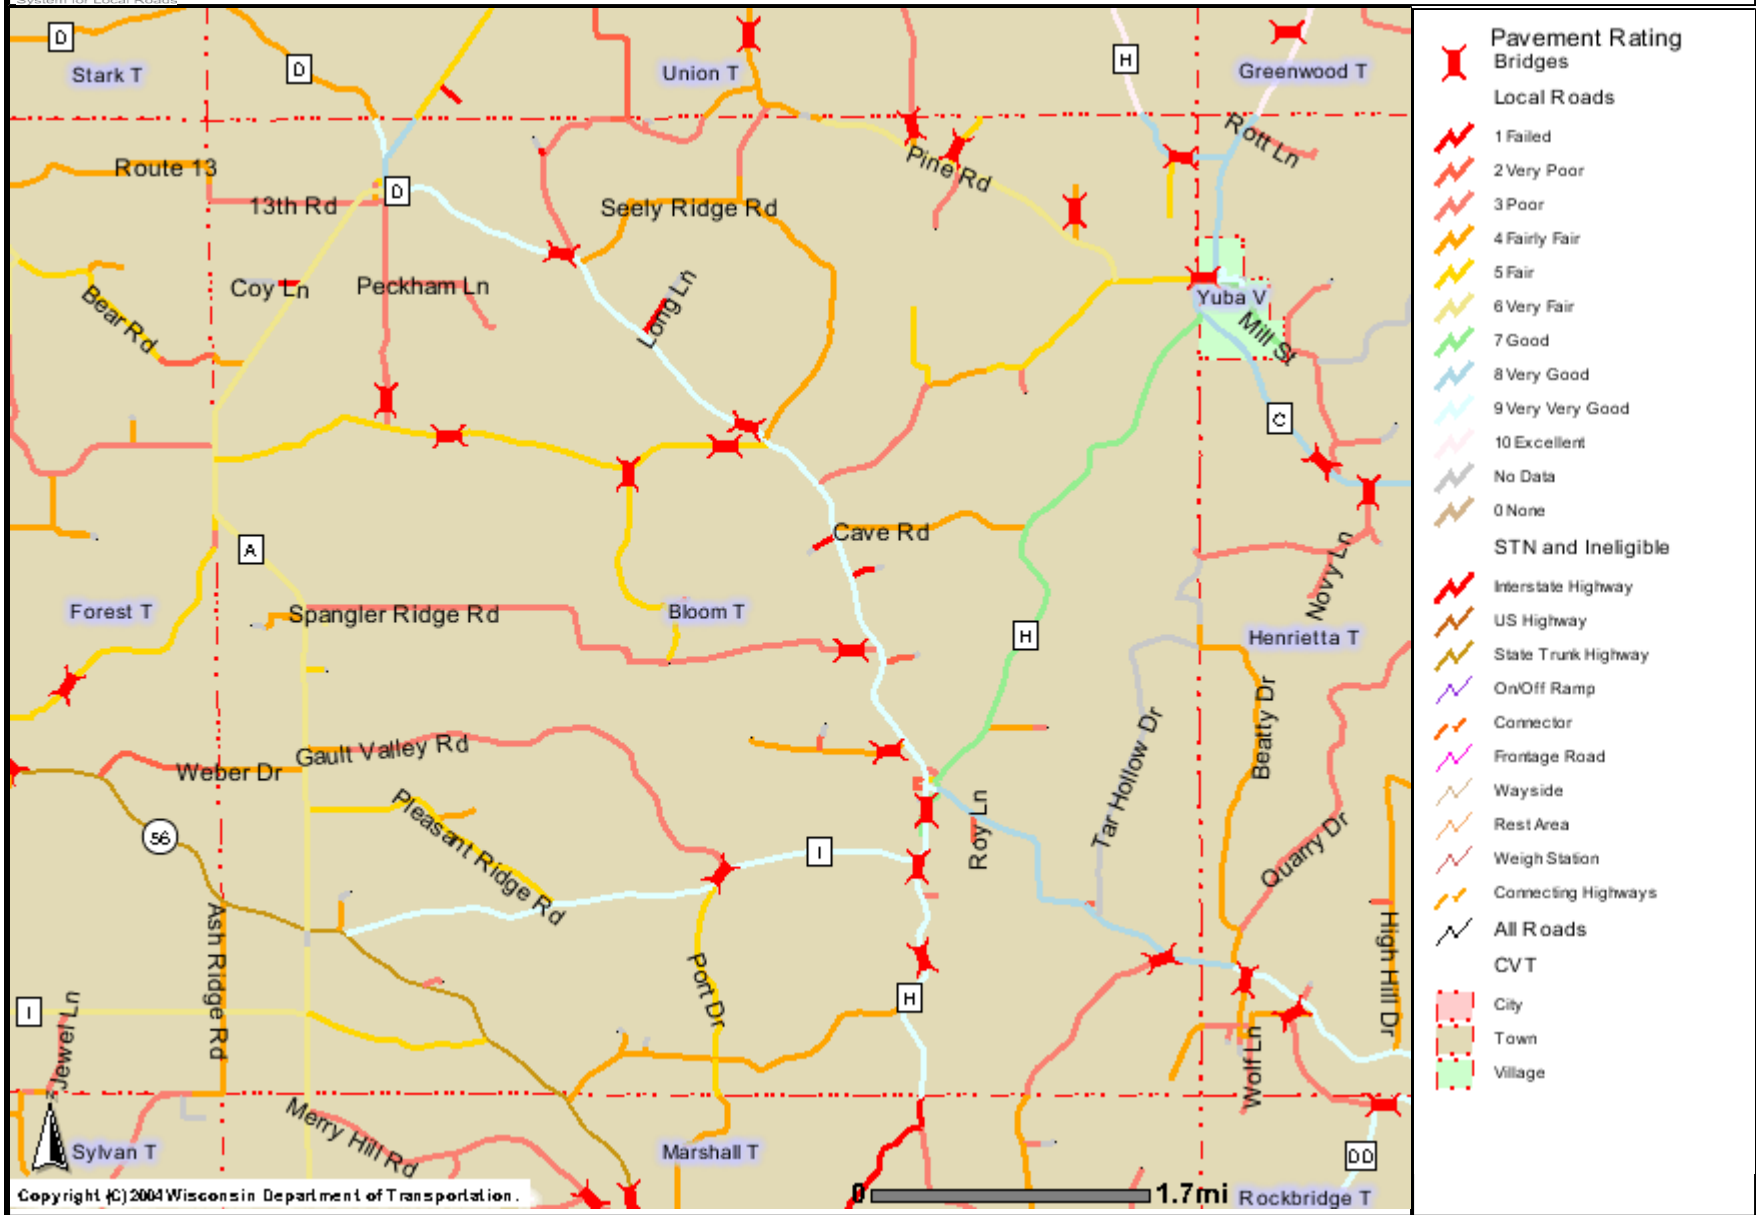 System for Local Roads
D
Stark T
D
Union T
H
Greenwood T
Rott Ln
Pine Rd
Route 13
13th Rd
D
Seely Ridge Rd
Coy Ln
Peckham Ln
Long Ln
Bear Rd
Yuba V
Mill St
C
Cave Rd
A
Novy Ln
Forest T
Spangler Ridge Rd
Bloom T
H
Henrietta T
Beatty Dr
Tar Hollow Dr
Gault Valley Rd
Weber Dr
56
Pleasant Ridge Rd
I
Roy Ln
Quarry Dr
Ash Ridge Rd
Port Dr
High Hill Dr
I
Jewel Ln
H
Wolf Ln
Merry Hill Rd
Sylvan T
Marshall T
DD
Rockbridge T
0 1.7mi
Copyright (C) 2004 Wisconsin Department of Transportation.
Pavement Rating
Bridges
Local Roads
1 Failed
2 Very Poor
3 Poor
4 Fairly Fair
5 Fair
6 Very Fair
7 Good
8 Very Good
9 Very Very Good
10 Excellent
No Data
0 None
STN and Ineligible
Interstate Highway
US Highway
State Trunk Highway
On/Off Ramp
Connector
Frontage Road
Wayside
Rest Area
Weigh Station
Connecting Highways
All Roads
CVT
City
Town
Village